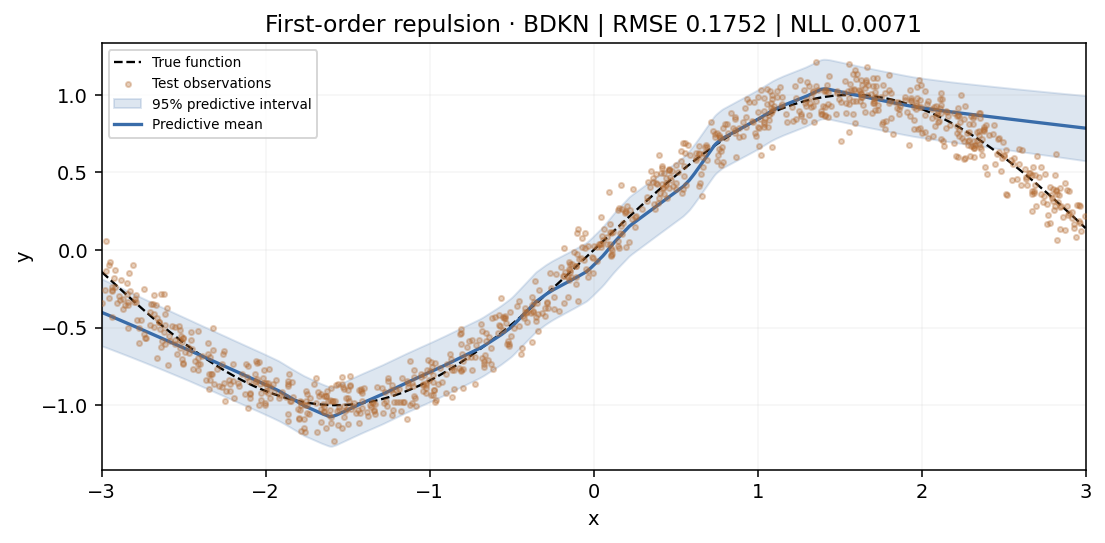 First-order repulsion · BDKN | RMSE 0.1752 | NLL 0.0071
True function
Test observations
95% predictive interval
Predictive mean
1.0
0.5
0.0
−0.5
−1.0
y
−3 −2 −1 0 1 2 3
x